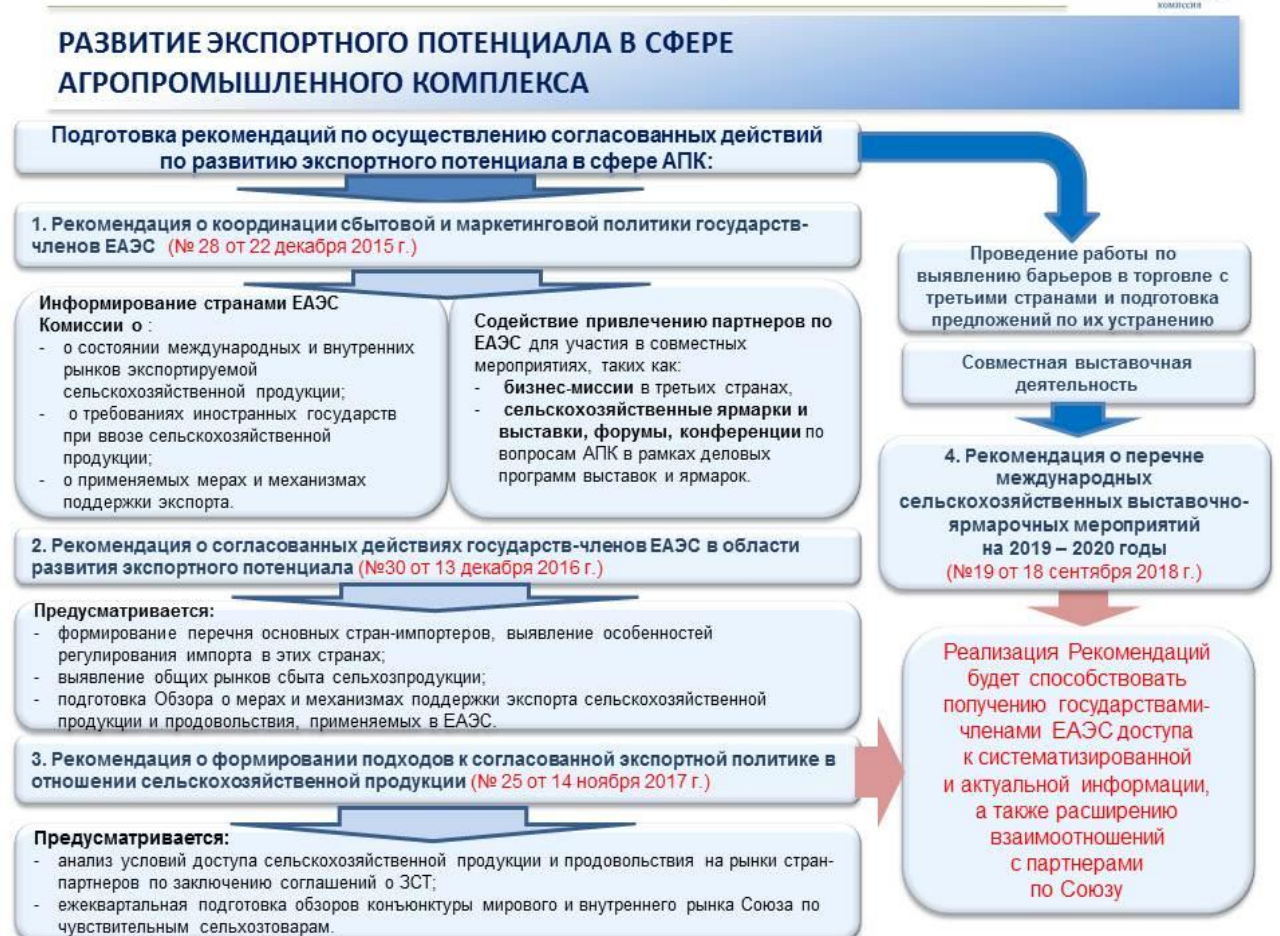 комиссия
РАЗВИТИЕ ЭКСПОРТНОГО ПОТЕНЦИАЛА В СФЕРЕ
АГРОПРОМЫШЛЕННОГО КОМПЛЕКСА
Подготовка рекомендаций по осуществлению согласованных действий
по развитию экспортного потенциала в сфере АПК:
1. Рекомендация о координации сбытовой и маркетинговой политики государств-
членов ЕАЭС (№ 28 от 22 декабря 2015 г.)
Информирование странами ЕАЭС
Комиссии о :
- о состоянии международных и внутренних
рынков экспортируемой
сельскохозяйственной продукции;
- о требованиях иностранных государств
при ввозе сельскохозяйственной
продукции;
- о применяемых мерах и механизмах
поддержки экспорта.
Содействие привлечению партнеров по
ЕАЭС для участия в совместных
мероприятиях, таких как:
- бизнес-миссии в третьих странах,
- сельскохозяйственные ярмарки и
выставки, форумы, конференции по
вопросам АПК в рамках деловых
программ выставок и ярмарок.
2. Рекомендация о согласованных действиях государств-членов ЕАЭС в области
развития экспортного потенциала (№30 от 13 декабря 2016 г.)
Предусматривается:
- формирование перечня основных стран-импортеров, выявление особенностей
регулирования импорта в этих странах;
- выявление общих рынков сбыта сельхозпродукции;
- подготовка Обзора о мерах и механизмах поддержки экспорта сельскохозяйственной
продукции и продовольствия, применяемых в ЕАЭС.
3. Рекомендация о формировании подходов к согласованной экспортной политике в
отношении сельскохозяйственной продукции (№ 25 от 14 ноября 2017 г.)
Предусматривается:
- анализ условий доступа сельскохозяйственной продукции и продовольствия на рынки стран-
партнеров по заключению соглашений о ЗСТ;
- ежеквартальная подготовка обзоров конъюнктуры мирового и внутреннего рынка Союза по
чувствительным сельхозтоварам.
Проведение работы по
выявлению барьеров в торговле с
третьими странами и подготовка
предложений по их устранению
Совместная выставочная
деятельность
4. Рекомендация о перечне
международных
сельскохозяйственных выставочно-
ярмарочных мероприятий
на 2019 – 2020 годы
(№19 от 18 сентября 2018 г.)
Реализация Рекомендаций
будет способствовать
получению государствами-
членами ЕАЭС доступа
к систематизированной
и актуальной информации,
а также расширению
взаимоотношений
с партнерами
по Союзу